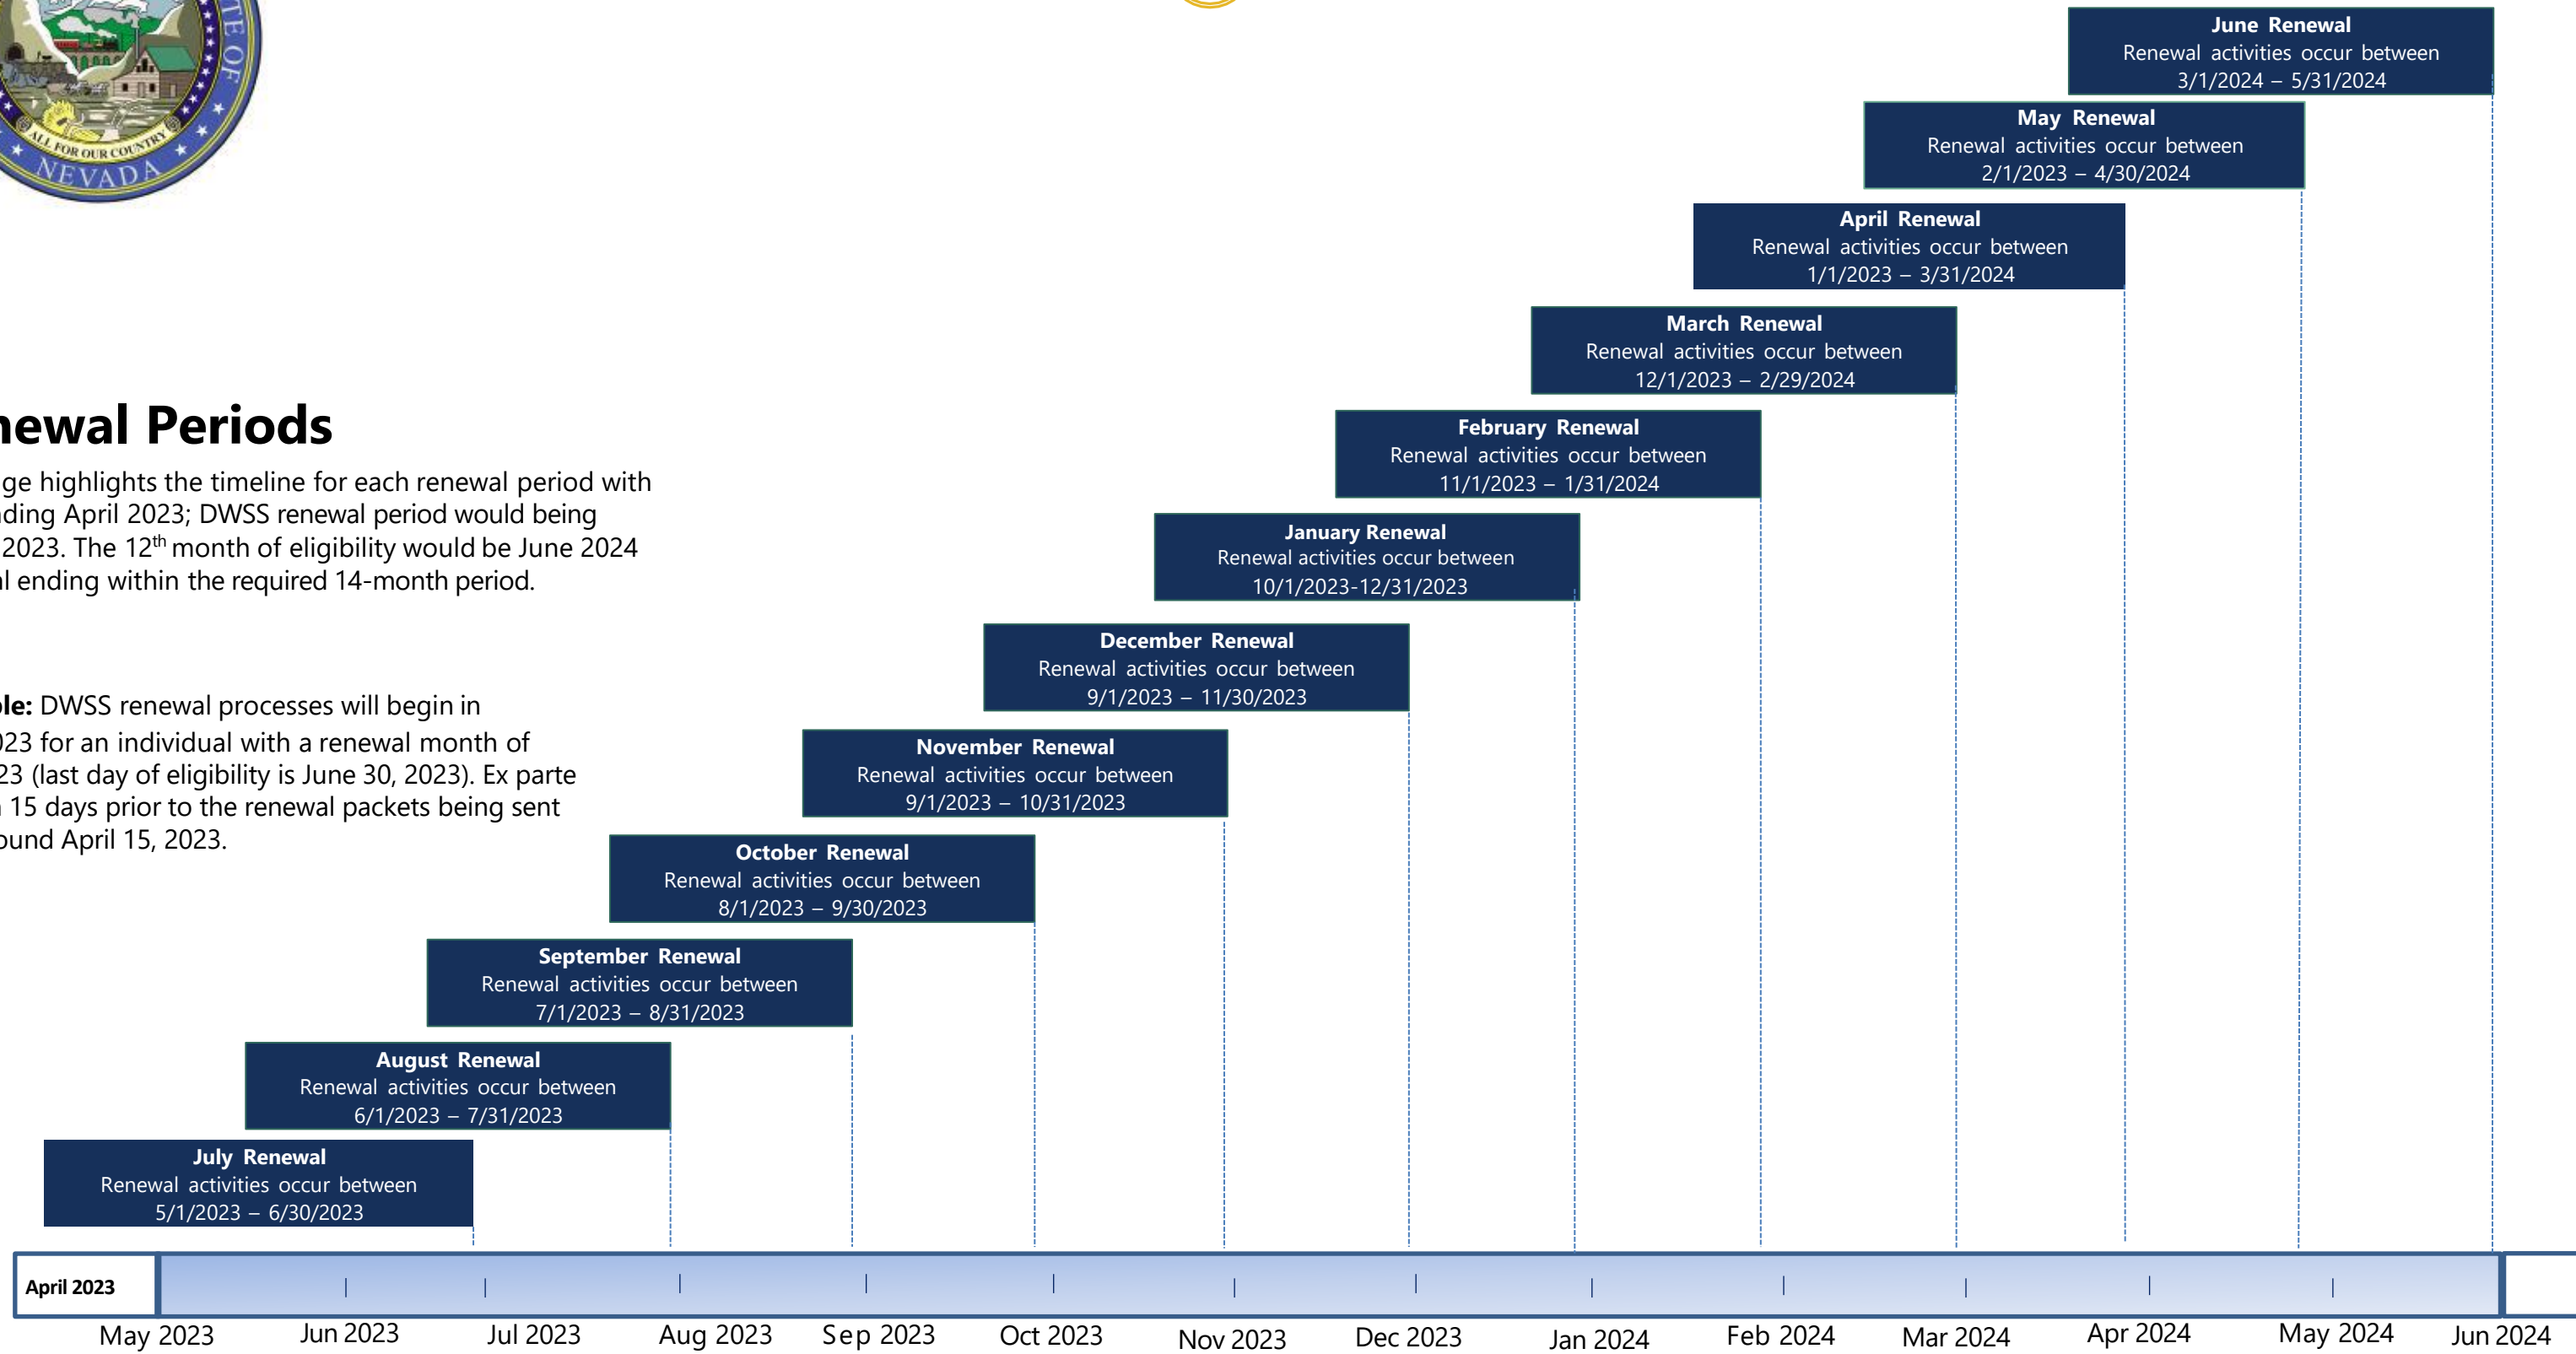 TE OF
ALL FOR OUR COUNTRY
NEVADA
newal Periods
ge highlights the timeline for each renewal period with
ding April 2023; DWSS renewal period would being
2023. The 12th month of eligibility would be June 2024
l ending within the required 14-month period.
ple: DWSS renewal processes will begin in
023 for an individual with a renewal month of
23 (last day of eligibility is June 30, 2023). Ex parte
15 days prior to the renewal packets being sent
ound April 15, 2023.
June Renewal
Renewal activities occur between
3/1/2024 – 5/31/2024
May Renewal
Renewal activities occur between
2/1/2023 – 4/30/2024
April Renewal
Renewal activities occur between
1/1/2023 – 3/31/2024
March Renewal
Renewal activities occur between
12/1/2023 – 2/29/2024
February Renewal
Renewal activities occur between
11/1/2023 – 1/31/2024
January Renewal
Renewal activities occur between
10/1/2023-12/31/2023
December Renewal
Renewal activities occur between
9/1/2023 – 11/30/2023
November Renewal
Renewal activities occur between
9/1/2023 – 10/31/2023
October Renewal
Renewal activities occur between
8/1/2023 – 9/30/2023
September Renewal
Renewal activities occur between
7/1/2023 – 8/31/2023
August Renewal
Renewal activities occur between
6/1/2023 – 7/31/2023
July Renewal
Renewal activities occur between
5/1/2023 – 6/30/2023
April 2023
May 2023 Jun 2023 Jul 2023 Aug 2023 Sep 2023 Oct 2023 Nov 2023 Dec 2023 Jan 2024 Feb 2024 Mar 2024 Apr 2024 May 2024 Jun 2024